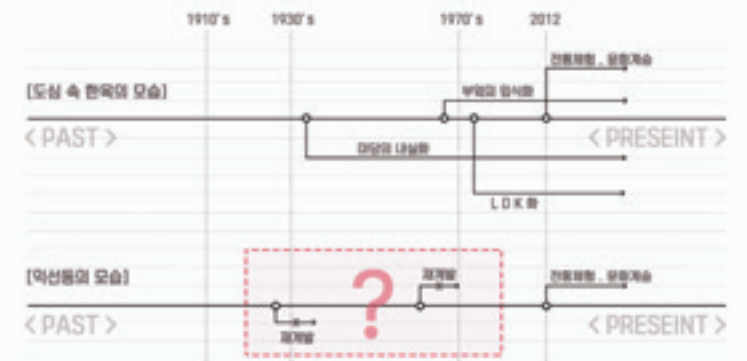 1910's 1930's 1970's 2012
전통체험 . 문화계승
[도심 속 한옥의 모습]
부엌의 입식화
< PAST >
< PRESEINT >
마당의 내실화
L D K 화
[익선동의 모습]
재개발
전통체험 . 문화계승
?
< PAST >
재개발
< PRESEINT >